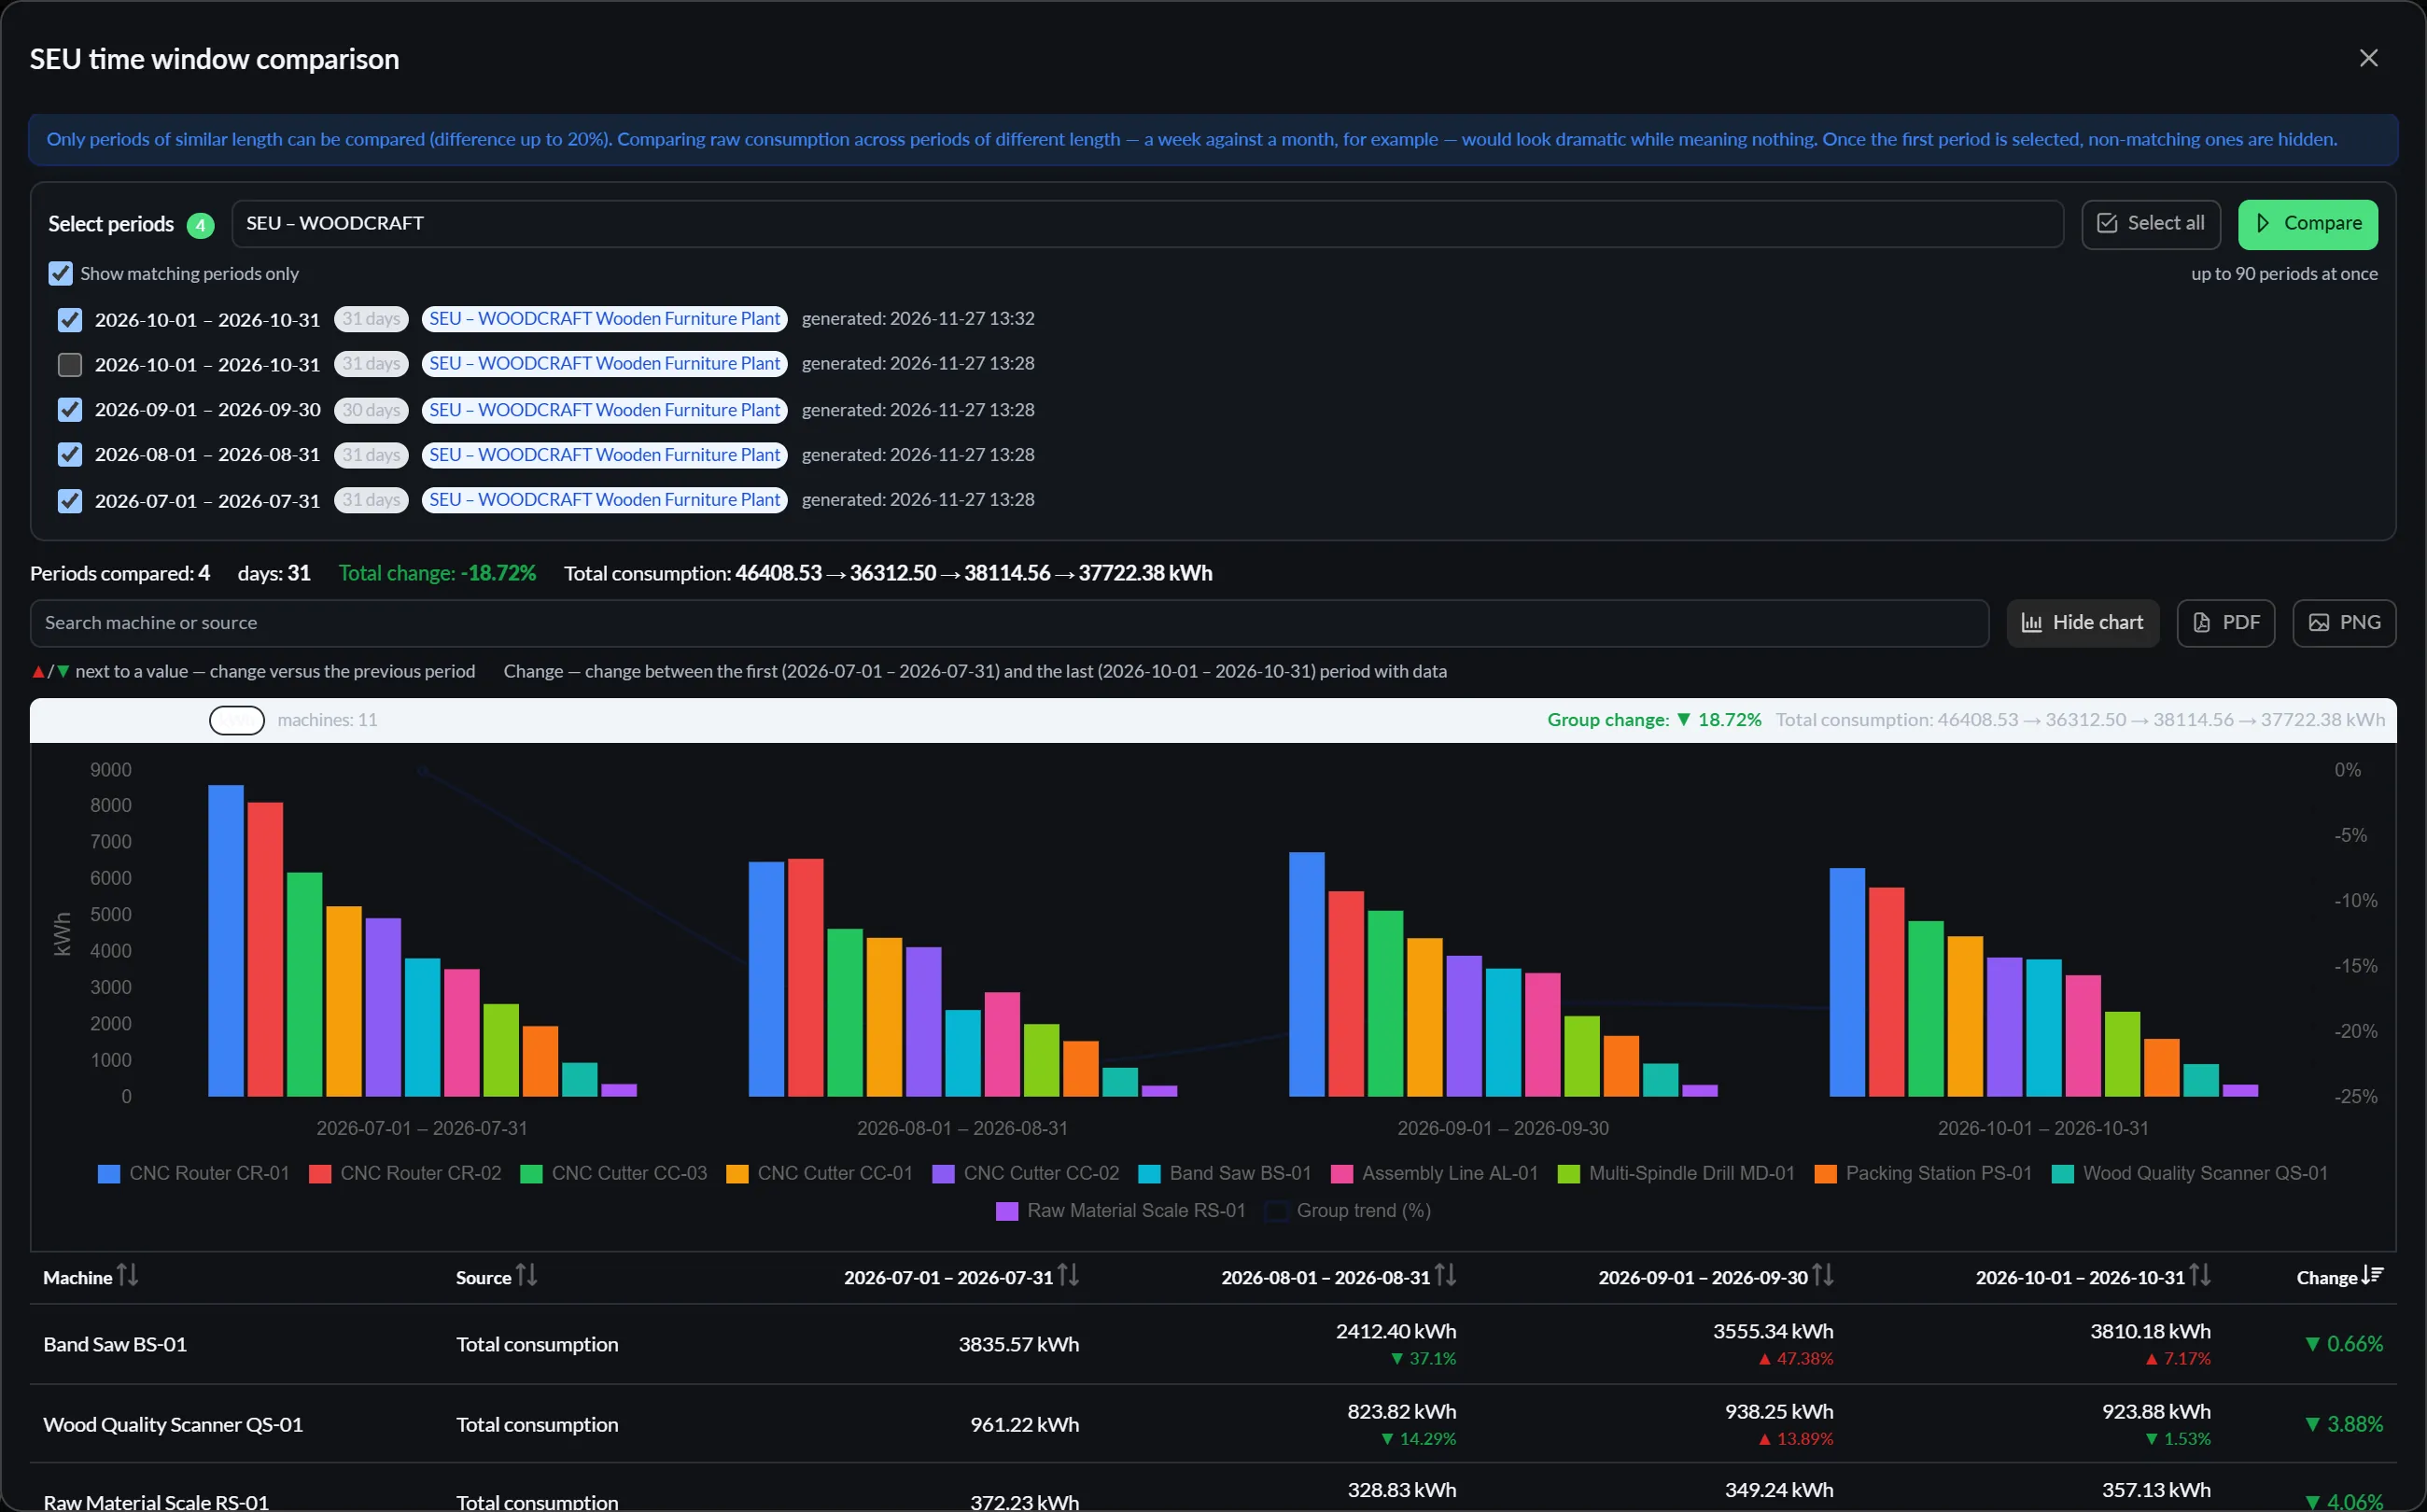 SEU time window comparison
Only periods of similar length can be compared (difference up to 20%). Comparing raw consumption across periods of different length — a week against a month, for example — would look dramatic while meaning nothing. Once the first period is selected, non-matching ones are hidden.
Select periods 4 SEU – WOODCRAFT Select all Compare
Show matching periods only up to 90 periods at once
2026-10-01 – 2026-10-31 31 days SEU – WOODCRAFT Wooden Furniture Plant generated: 2026-11-27 13:32
2026-10-01 – 2026-10-31 31 days SEU – WOODCRAFT Wooden Furniture Plant generated: 2026-11-27 13:28
2026-09-01 – 2026-09-30 30 days SEU – WOODCRAFT Wooden Furniture Plant generated: 2026-11-27 13:28
2026-08-01 – 2026-08-31 31 days SEU – WOODCRAFT Wooden Furniture Plant generated: 2026-11-27 13:28
2026-07-01 – 2026-07-31 31 days SEU – WOODCRAFT Wooden Furniture Plant generated: 2026-11-27 13:28
Periods compared: 4 days: 31 Total change: -18.72% Total consumption: 46408.53 → 36312.50 → 38114.56 → 37722.38 kWh
Search machine or source Hide chart PDF PNG
▲/▼ next to a value — change versus the previous period Change — change between the first (2026-07-01 – 2026-07-31) and the last (2026-10-01 – 2026-10-31) period with data
machines: 11 Group change: ▼ 18.72% Total consumption: 46408.53 → 36312.50 → 38114.56 → 37722.38 kWh
9000 0%
8000
7000 -5%
6000
5000 -10%
kWh
4000 -15%
3000
2000 -20%
1000
0 -25%
2026-07-01 – 2026-07-31 2026-08-01 – 2026-08-31 2026-09-01 – 2026-09-30 2026-10-01 – 2026-10-31
CNC Router CR-01 CNC Router CR-02 CNC Cutter CC-03 CNC Cutter CC-01 CNC Cutter CC-02 Band Saw BS-01 Assembly Line AL-01 Multi-Spindle Drill MD-01 Packing Station PS-01 Wood Quality Scanner QS-01
Raw Material Scale RS-01 Group trend (%)
Machine Source 2026-07-01 – 2026-07-31 2026-08-01 – 2026-08-31 2026-09-01 – 2026-09-30 2026-10-01 – 2026-10-31 Change
Band Saw BS-01 Total consumption 3835.57 kWh 2412.40 kWh 3555.34 kWh 3810.18 kWh ▼ 0.66%
▼ 37.1% ▲ 47.38% ▲ 7.17%
Wood Quality Scanner QS-01 Total consumption 961.22 kWh 823.82 kWh 938.25 kWh 923.88 kWh ▼ 3.88%
▼ 14.29% ▲ 13.89% ▼ 1.53%
Raw Material Scale RS-01 Total consumption 372.23 kWh 328.83 kWh 349.24 kWh 357.13 kWh ▼ 4.06%